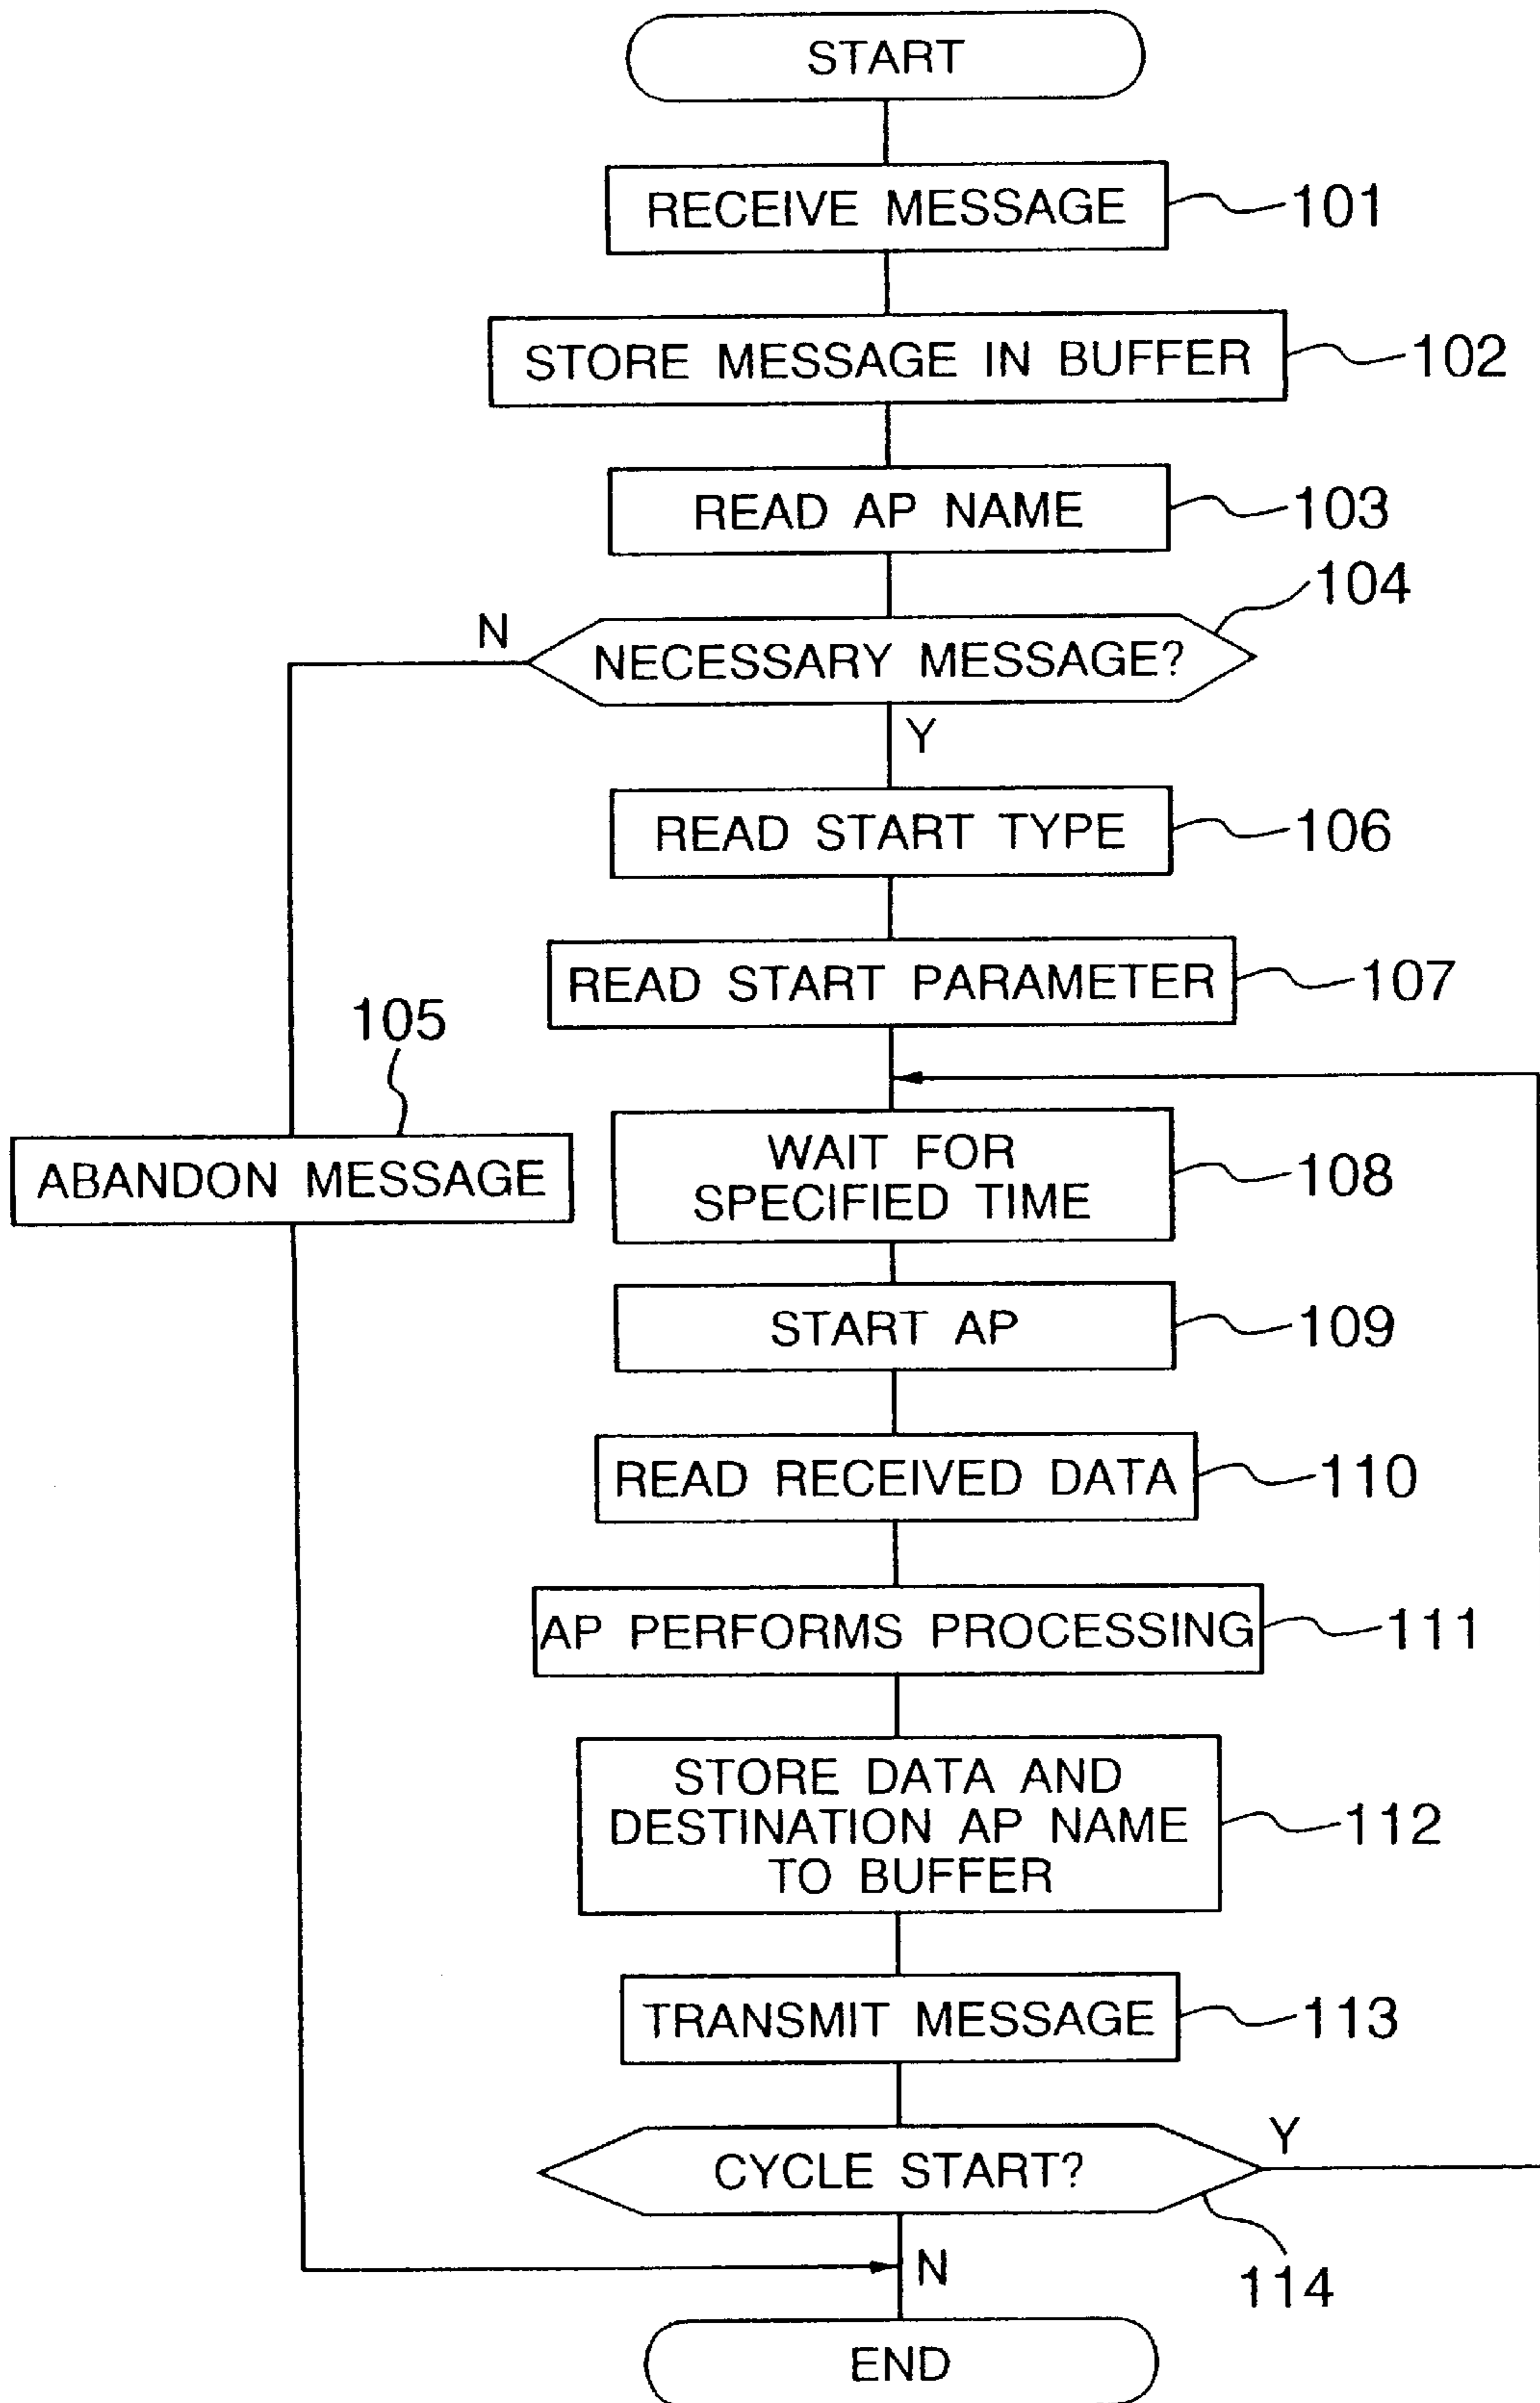 START
RECEIVE MESSAGE
101
STORE MESSAGE IN BUFFER
102
READ AP NAME
103
104
N
NECESSARY MESSAGE?
Y
READ START TYPE
106
READ START PARAMETER
107
105
ABANDON MESSAGE
WAIT FOR
SPECIFIED TIME
108
START AP
109
READ RECEIVED DATA
110
AP PERFORMS PROCESSING
111
STORE DATA AND
DESTINATION AP NAME
TO BUFFER
112
TRANSMIT MESSAGE
113
CYCLE START?
Y
N
114
END